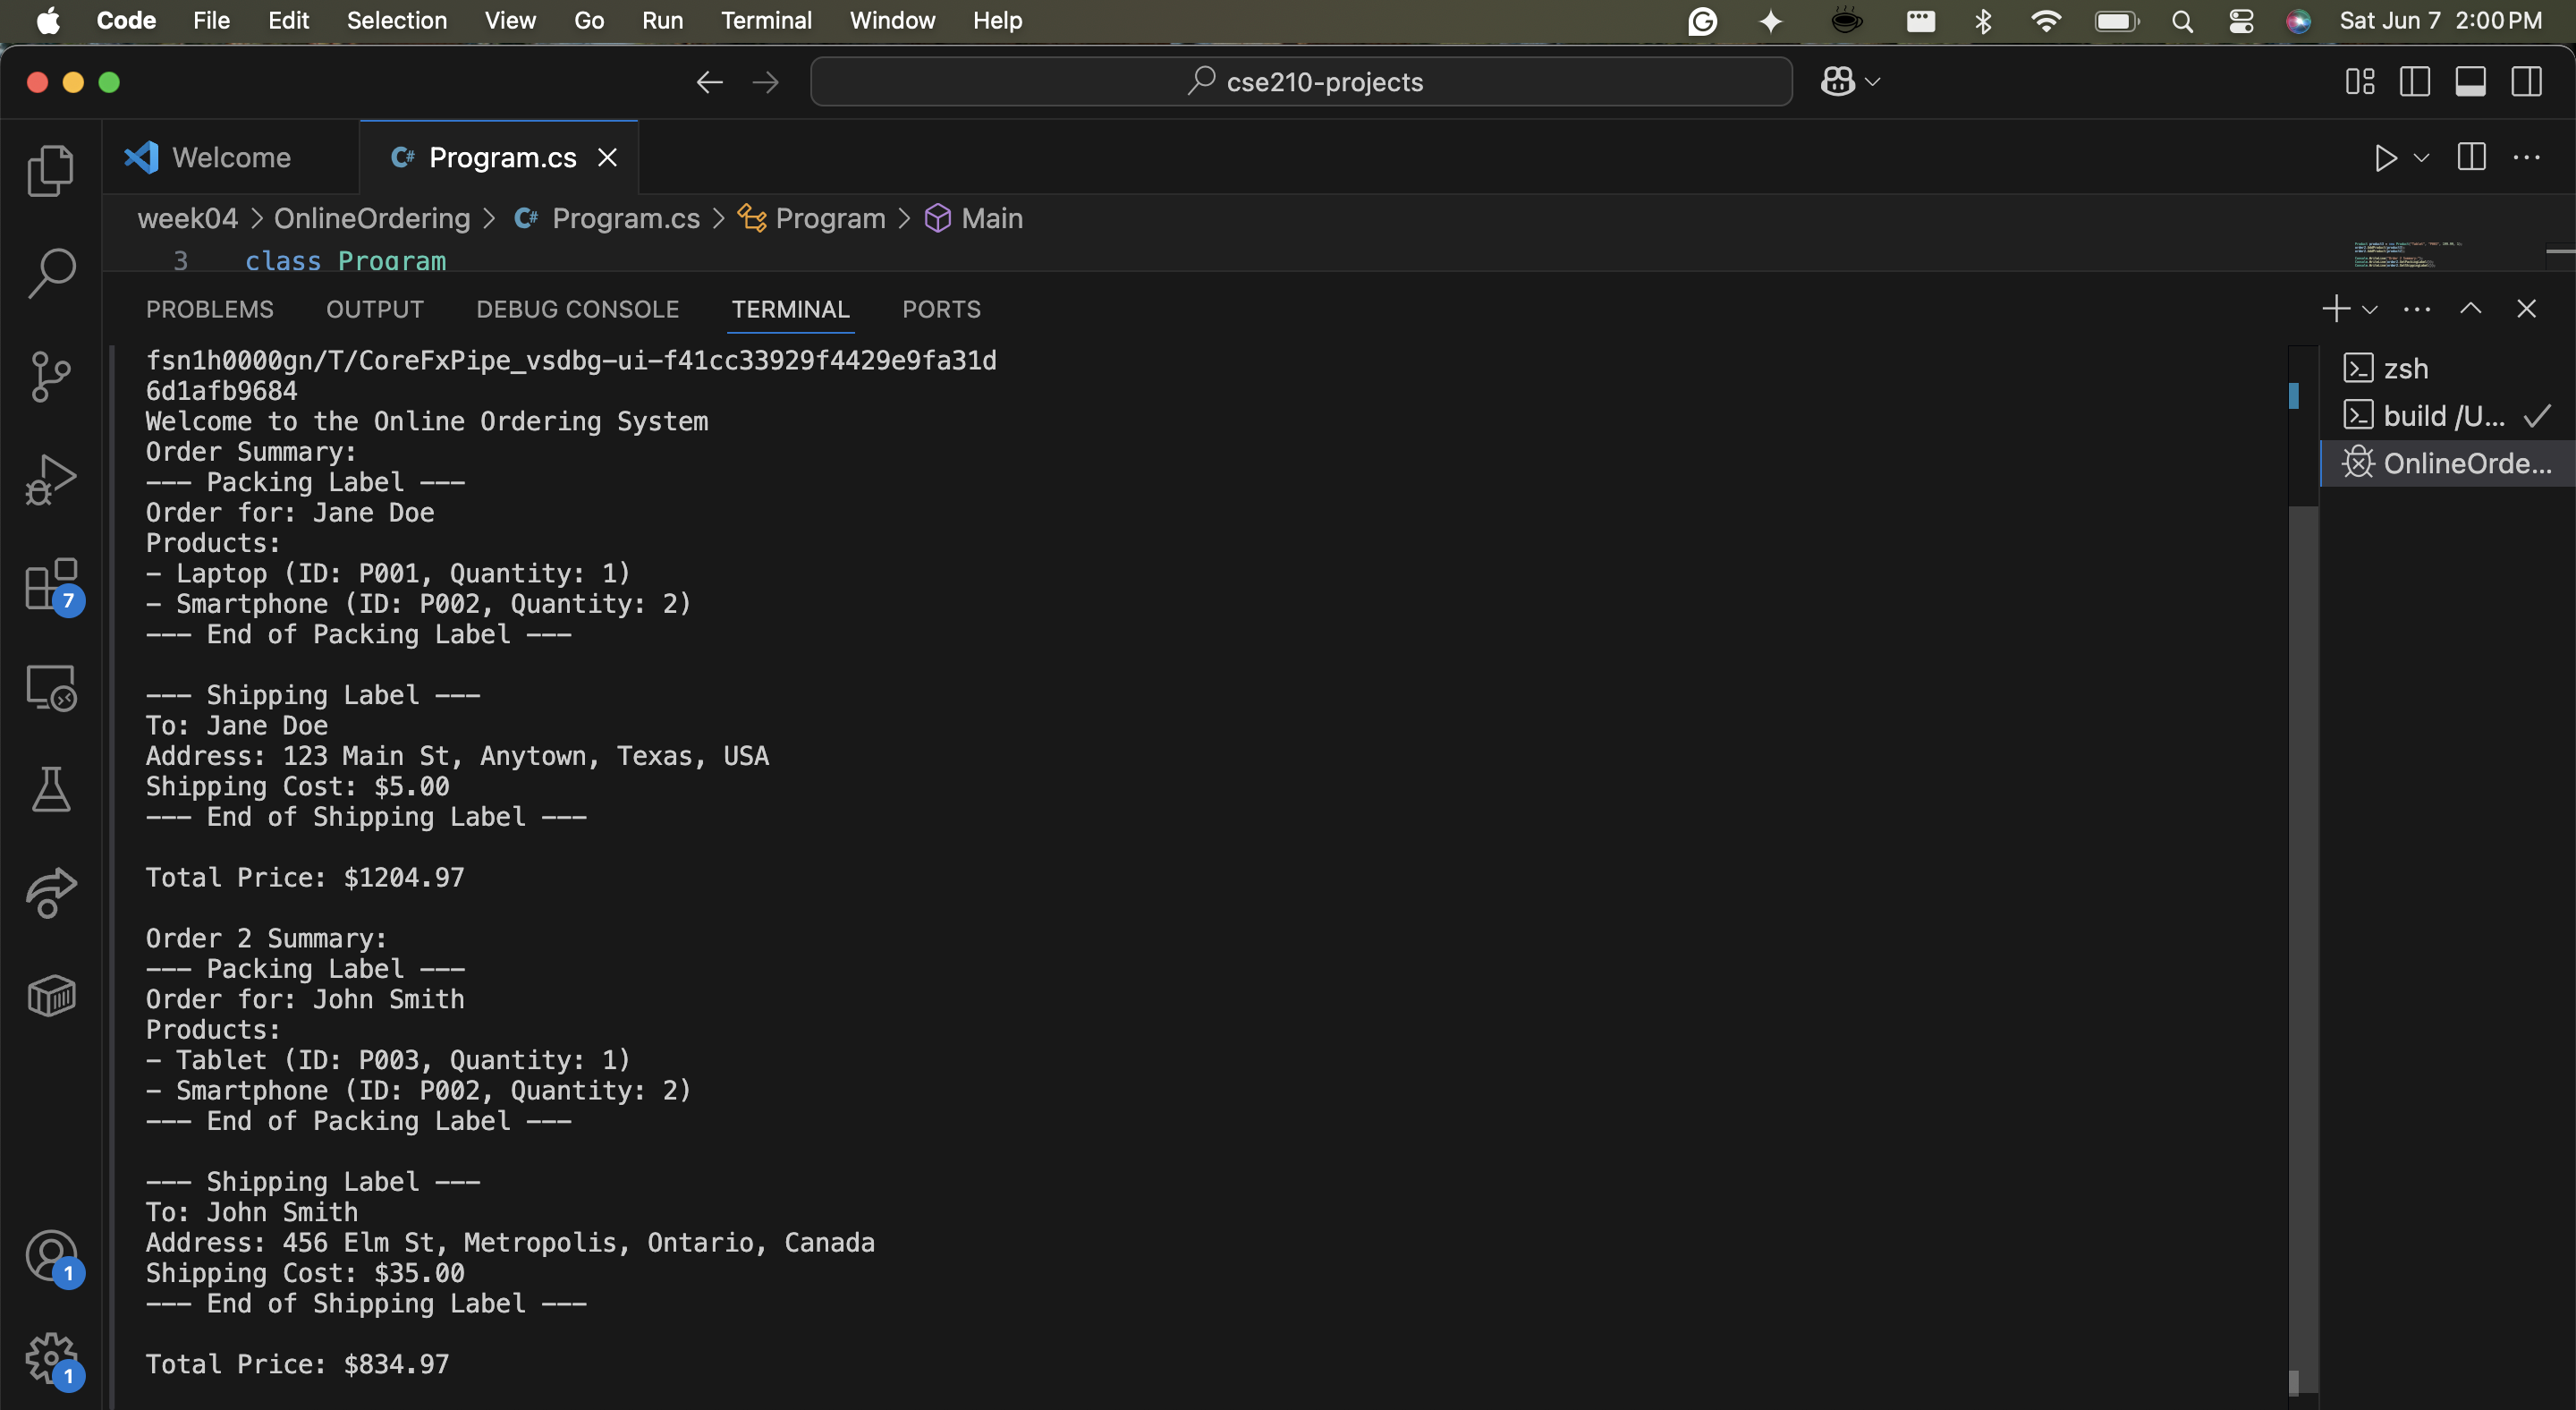 Code File Edit Selection View Go Run Terminal Window Help Sat Jun 7 2:00 PM
cse210-projects
Welcome Program.cs
week04 > OnlineOrdering > Program.cs > Program > Main
3 class Program
PROBLEMS OUTPUT DEBUG CONSOLE TERMINAL PORTS
fsn1h0000gn/T/CoreFxPipe_vsdbg-ui-f41cc33929f4429e9fa31d
6d1afb9684
Welcome to the Online Ordering System
Order Summary:
--- Packing Label ---
Order for: Jane Doe
Products:
- Laptop (ID: P001, Quantity: 1)
- Smartphone (ID: P002, Quantity: 2)
--- End of Packing Label ---
--- Shipping Label ---
To: Jane Doe
Address: 123 Main St, Anytown, Texas, USA
Shipping Cost: $5.00
--- End of Shipping Label ---
Total Price: $1204.97
Order 2 Summary:
--- Packing Label ---
Order for: John Smith
Products:
- Tablet (ID: P003, Quantity: 1)
- Smartphone (ID: P002, Quantity: 2)
--- End of Packing Label ---
--- Shipping Label ---
To: John Smith
Address: 456 Elm St, Metropolis, Ontario, Canada
Shipping Cost: $35.00
--- End of Shipping Label ---
Total Price: $834.97
zsh
build /U...
OnlineOrde...
7
1
1